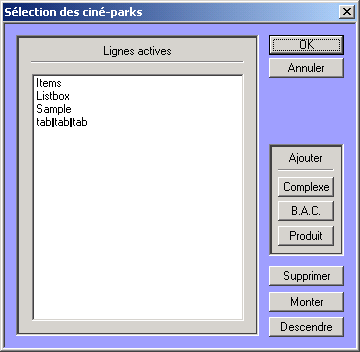 Sélection des ciné-parks
Lignes actives
Items
Listbox
Sample
tab|tab|tab
OK
Annuler
Ajouter
Complexe
B.A.C.
Produit
Supprimer
Monter
Descendre